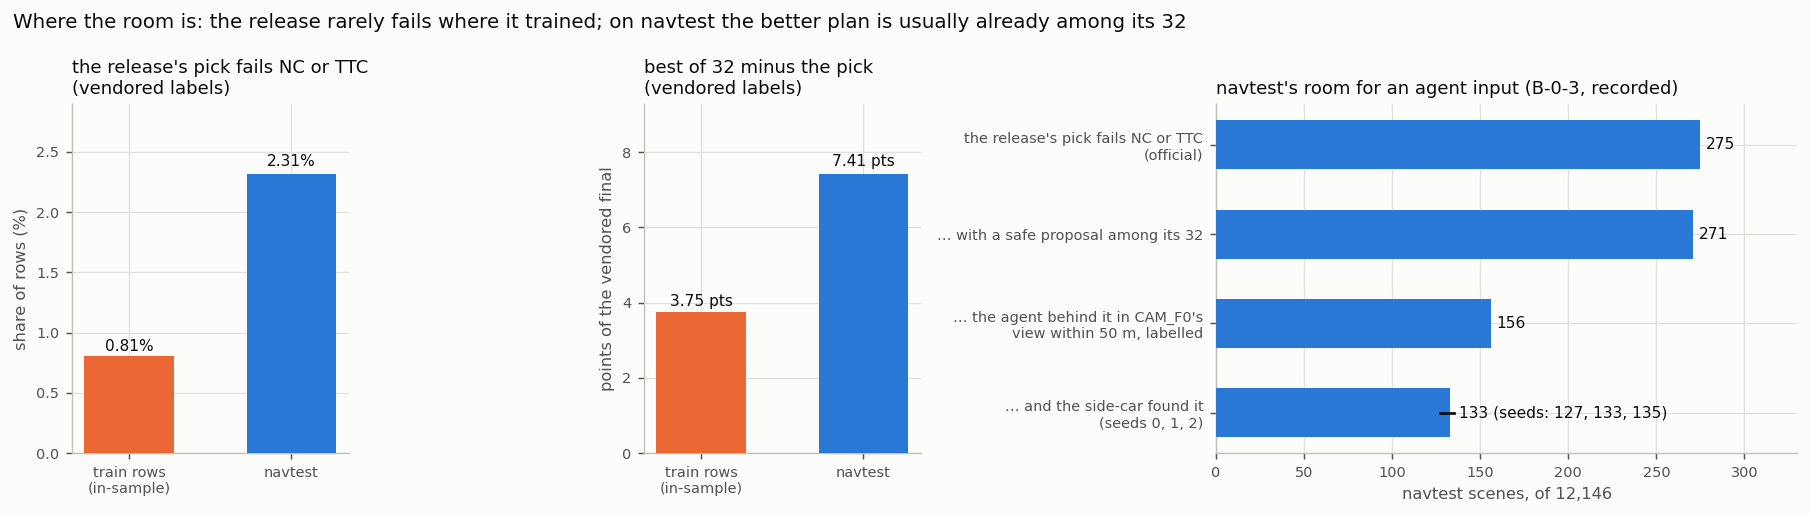 Where the room is: the release rarely fails where it trained; on navtest the better plan is usually already among its 32
the release's pick fails NC or TTC
(vendored labels)
share of rows (%)
2.5
2.0
1.5
1.0
0.5
0.0
0.81%
2.31%
train rows
(in-sample)
navtest
best of 32 minus the pick
(vendored labels)
points of the vendored final
8
6
4
2
0
3.75 pts
7.41 pts
train rows
(in-sample)
navtest
navtest's room for an agent input (B-0-3, recorded)
the release's pick fails NC or TTC
(official)
275
... with a safe proposal among its 32
271
... the agent behind it in CAM_F0's
view within 50 m, labelled
156
... and the side-car found it
(seeds 0, 1, 2)
133 (seeds: 127, 133, 135)
0 50 100 150 200 250 300
navtest scenes, of 12,146